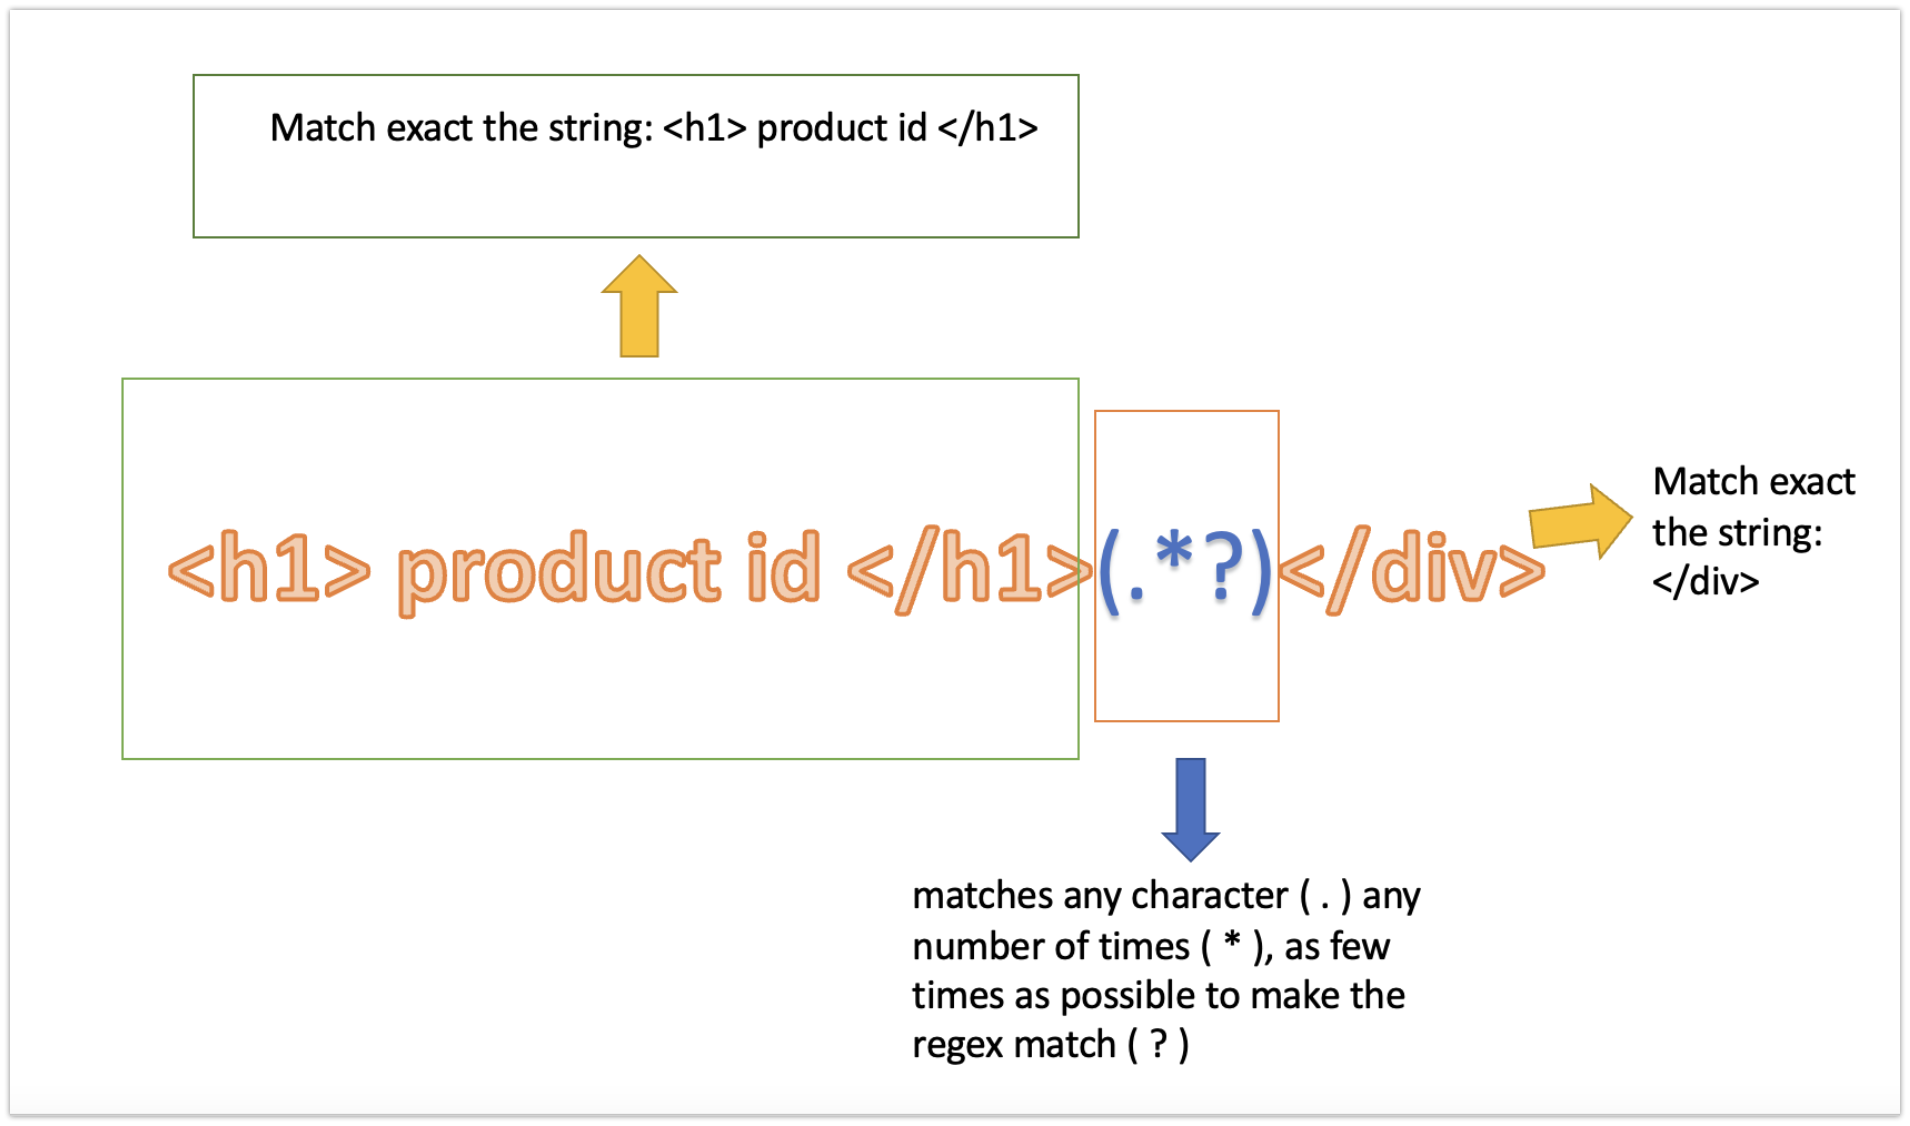 Match exact the string: <h1> product id </h1>
<h1> product id </h1>(.*?)</div>
Match exact
the string:
</div>
matches any character ( . ) any
number of times ( * ), as few
times as possible to make the
regex match ( ? )